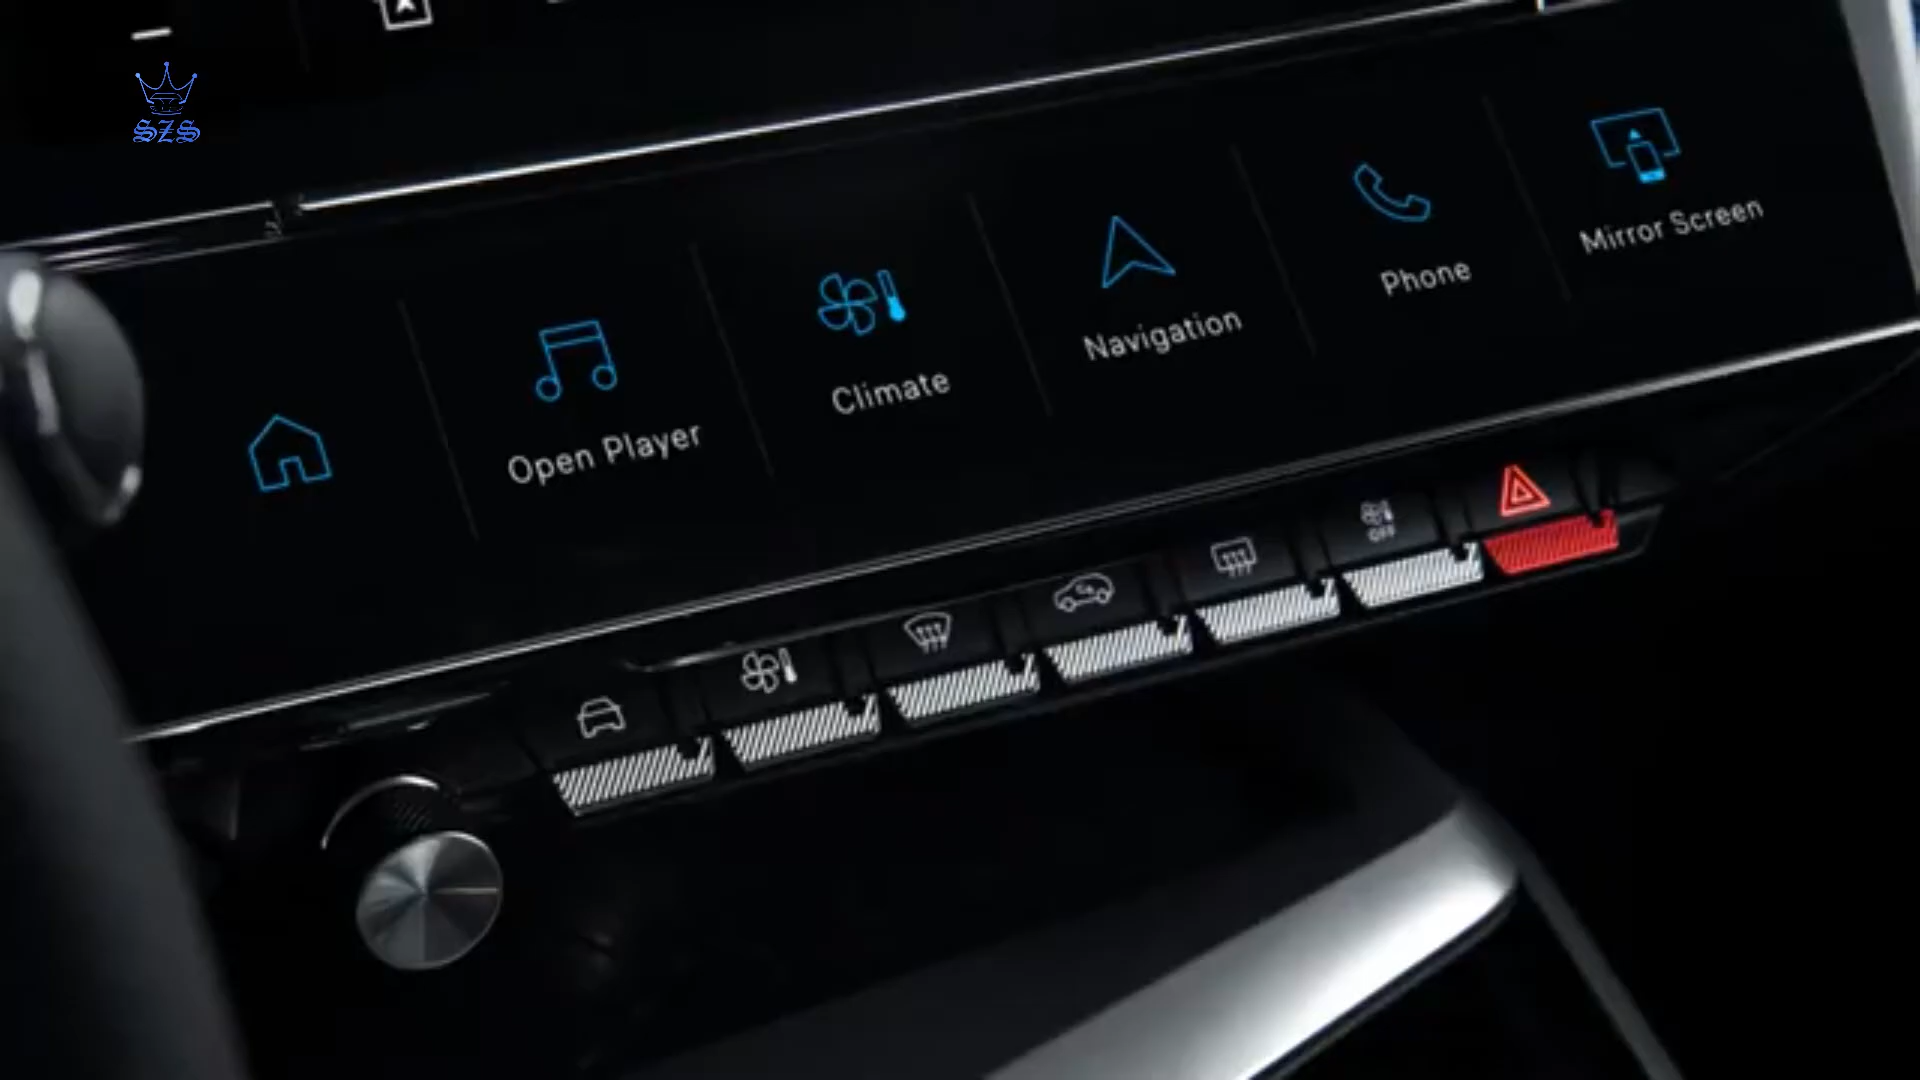 SZS
Open Player
Climate
Navigation
Phone
Mirror Screen
OFF